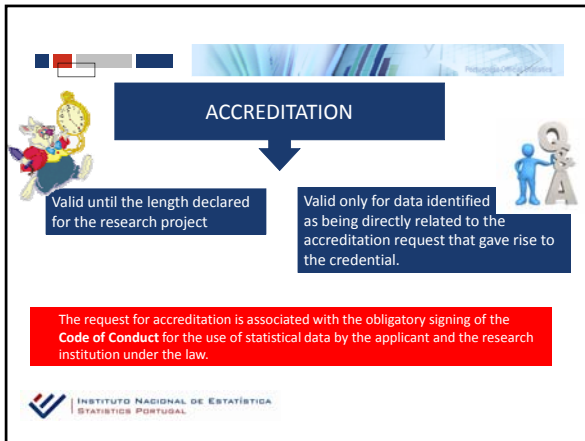 Portuguese Official Statistics
ACCREDITATION
Q&A
Valid until the length declared
for the research project
Valid only for data identified
as being directly related to the
accreditation request that gave rise to
the credential.
The request for accreditation is associated with the obligatory signing of the
Code of Conduct for the use of statistical data by the applicant and the research
institution under the law.
INSTITUTO NACIONAL DE ESTATÍSTICA
STATISTICS PORTUGAL